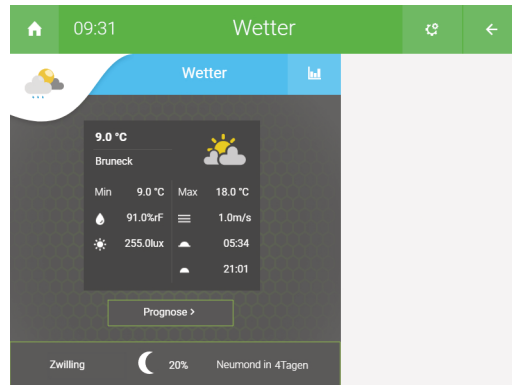 09:31 Wetter
Wetter
9.0 °C
Bruneck
Min 9.0 °C Max 18.0 °C
91.0%rF 1.0m/s
255.0lux 05:34
21:01
Prognose >
Zwilling 20% Neumond in 4Tagen